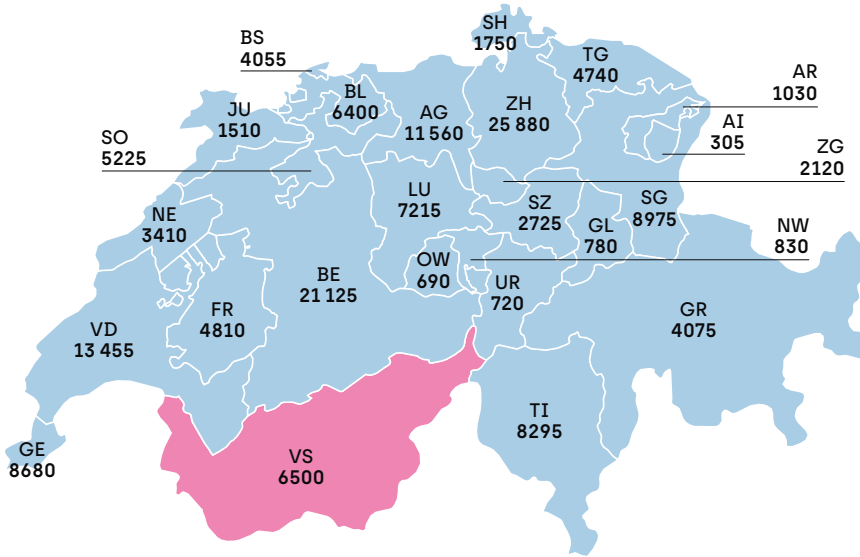 SH
1750
BS
4055
TG
4740
AR
1030
BL
6400
ZH
25 880
JU
1510
AG
11 560
AI
305
SO
5225
ZG
2120
LU
7215
SZ
2725
SG
8975
NE
3410
GL
780
NW
830
OW
690
BE
21 125
UR
720
FR
4810
GR
4075
VD
13 455
TI
8295
GE
8680
VS
6500